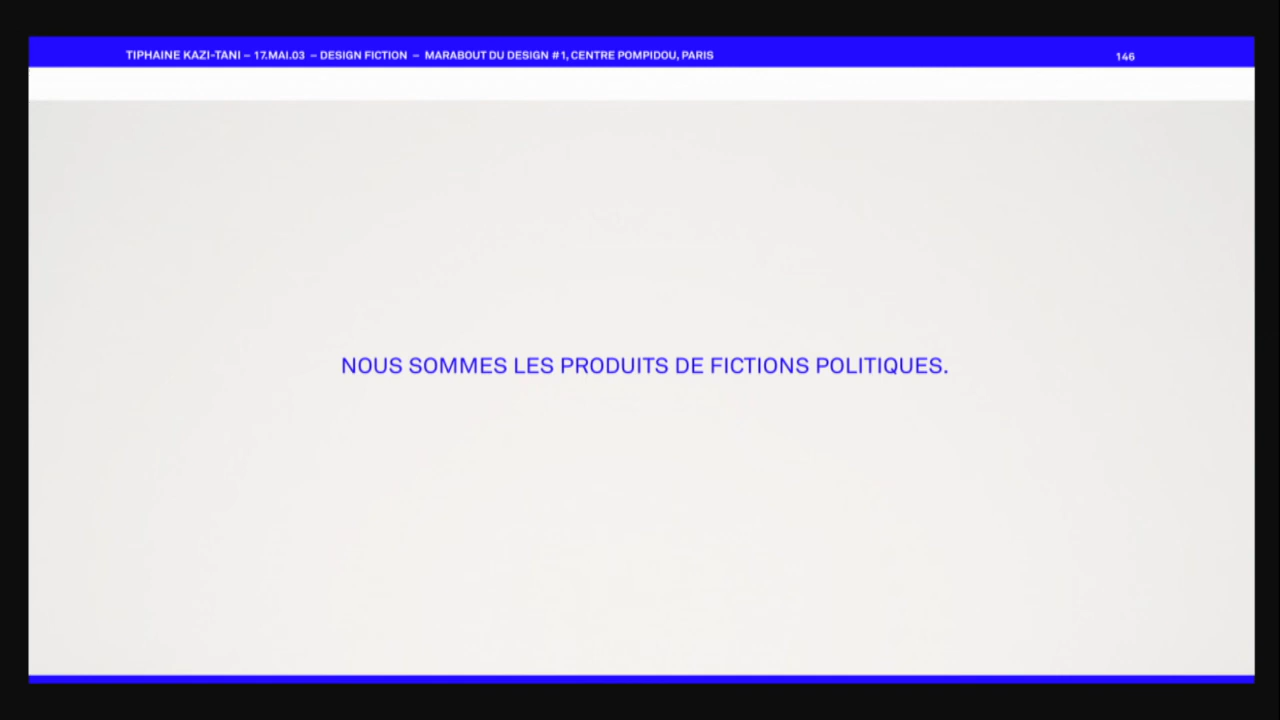 TIPHAINE KAZI-TANI – 17.MAI.03 – DESIGN FICTION – MARABOUT DU DESIGN #1, CENTRE POMPIDOU, PARIS
146
NOUS SOMMES LES PRODUITS DE FICTIONS POLITIQUES.